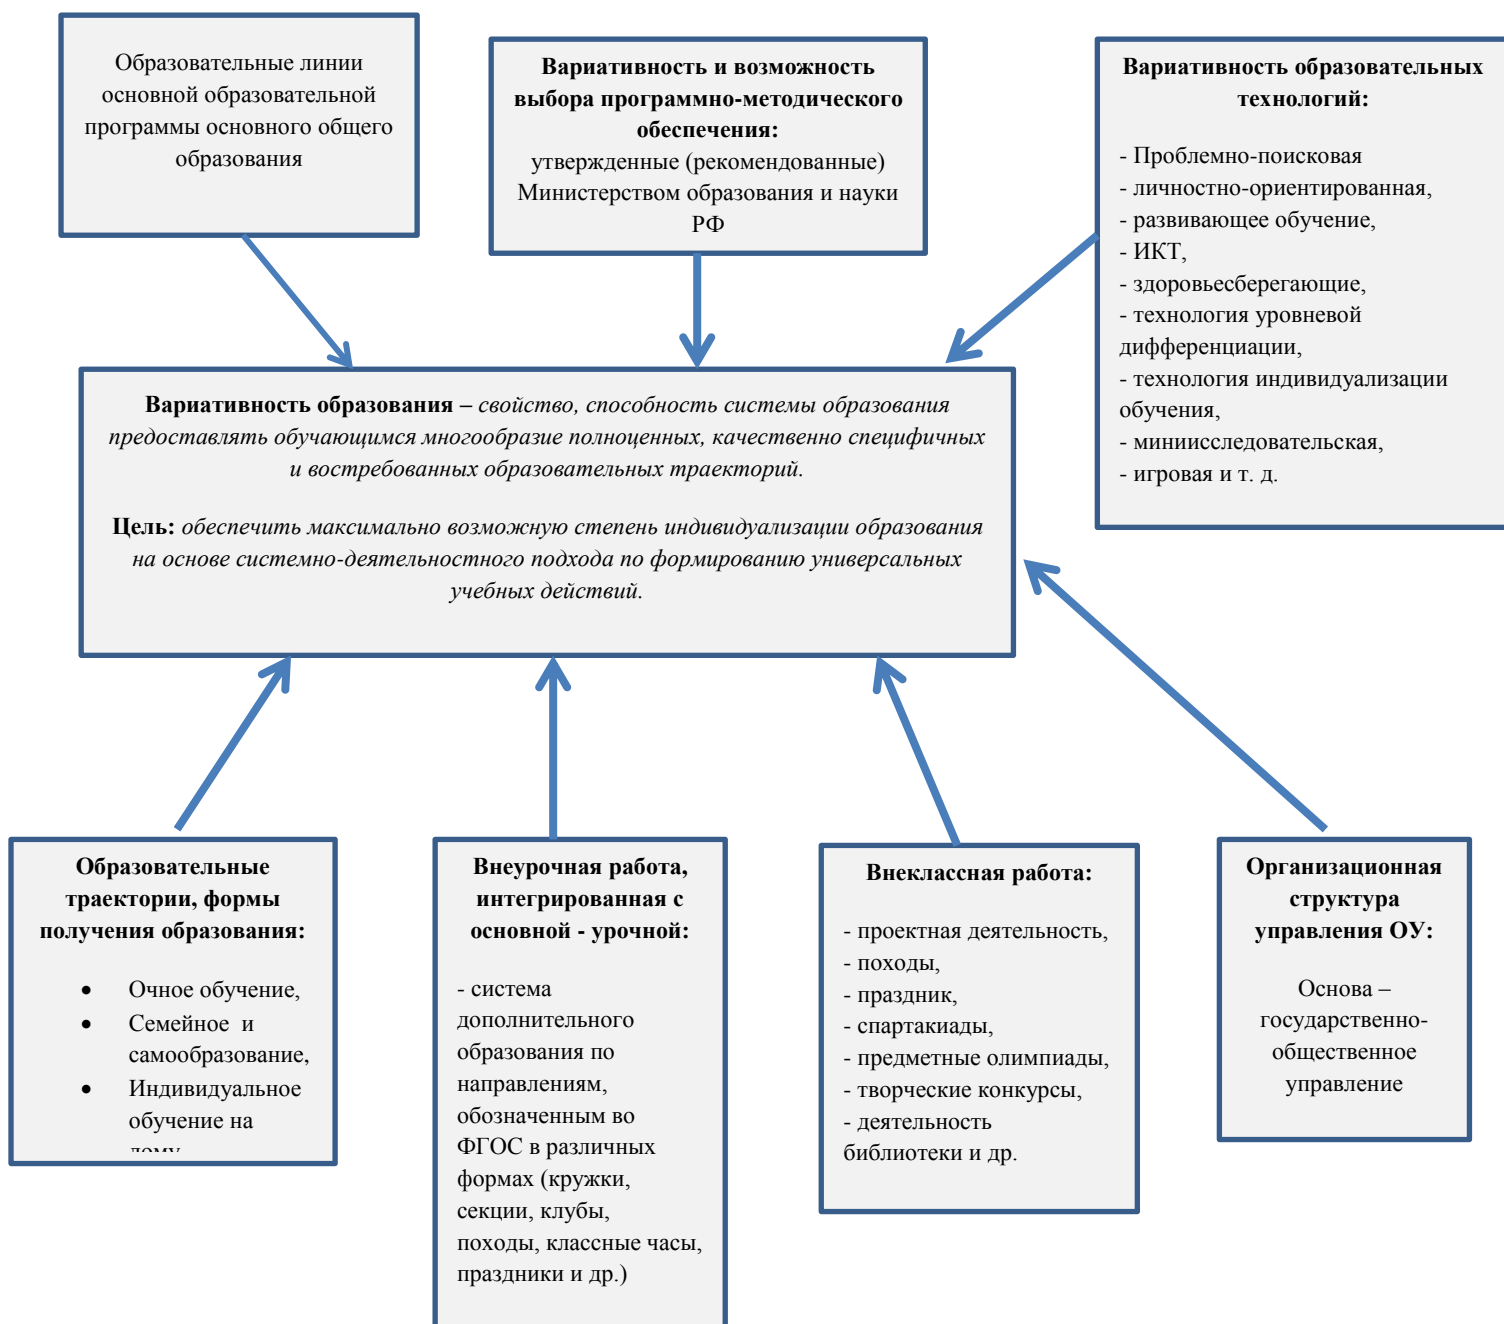 Образовательные линии
основной образовательной
программы основного общего
образования
Вариативность и возможность
выбора программно-методического
обеспечения:
утвержденные (рекомендованные)
Министерством образования и науки
РФ
Вариативность образовательных
технологий:
- Проблемно-поисковая
- личностно-ориентированная,
- развивающее обучение,
- ИКТ,
- здоровьесберегающие,
- технология уровневой
дифференциации,
- технология индивидуализации
обучения,
- миниисследовательская,
- игровая и т. д.
Вариативность образования – свойство, способность системы образования
предоставлять обучающимся многообразие полноценных, качественно специфичных
и востребованных образовательных траекторий.
Цель: обеспечить максимально возможную степень индивидуализации образования
на основе системно-деятельностного подхода по формированию универсальных
учебных действий.
Образовательные
траектории, формы
получения образования:
• Очное обучение,
• Семейное и
самообразование,
• Индивидуальное
обучение на
дому
Внеурочная работа,
интегрированная с
основной - урочной:
- система
дополнительного
образования по
направлениям,
обозначенным во
ФГОС в различных
формах (кружки,
секции, клубы,
походы, классные часы,
праздники и др.)
Внеклассная работа:
- проектная деятельность,
- походы,
- праздник,
- спартакиады,
- предметные олимпиады,
- творческие конкурсы,
- деятельность
библиотеки и др.
Организационная
структура
управления ОУ:
Основа –
государственно-
общественное
управление